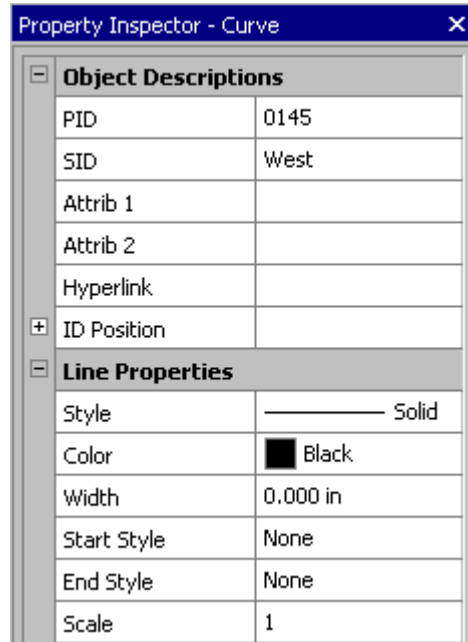 Property Inspector - Curve
Object Descriptions
PID 0145
SID West
Attrib 1
Attrib 2
Hyperlink
ID Position
Line Properties
Style Solid
Color Black
Width 0.000 in
Start Style None
End Style None
Scale 1